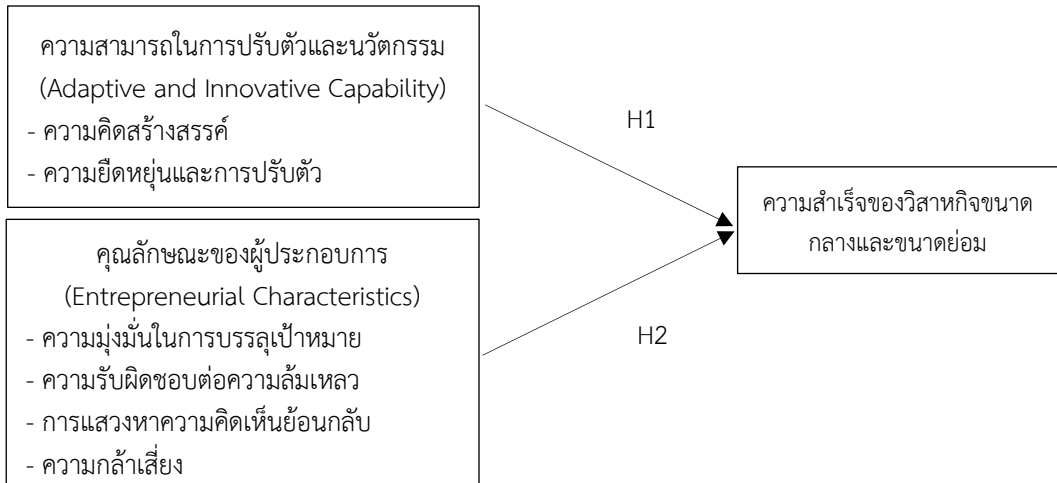 ความสามารถในการปรับตัวและนวัตกรรม
(Adaptive and Innovative Capability)
- ความคิดสร้างสรรค์
- ความยืดหยุ่นและการปรับตัว
H1
ความสำเร็จของวิสาหกิจขนาด
กลางและขนาดย่อม
คุณลักษณะของผู้ประกอบการ
(Entrepreneurial Characteristics)
- ความมุ่งมั่นในการบรรลุเป้าหมาย
- ความรับผิดชอบต่อความล้มเหลว
- การแสวงหาความคิดเห็นย้อนกลับ
- ความกล้าเสี่ยง
H2